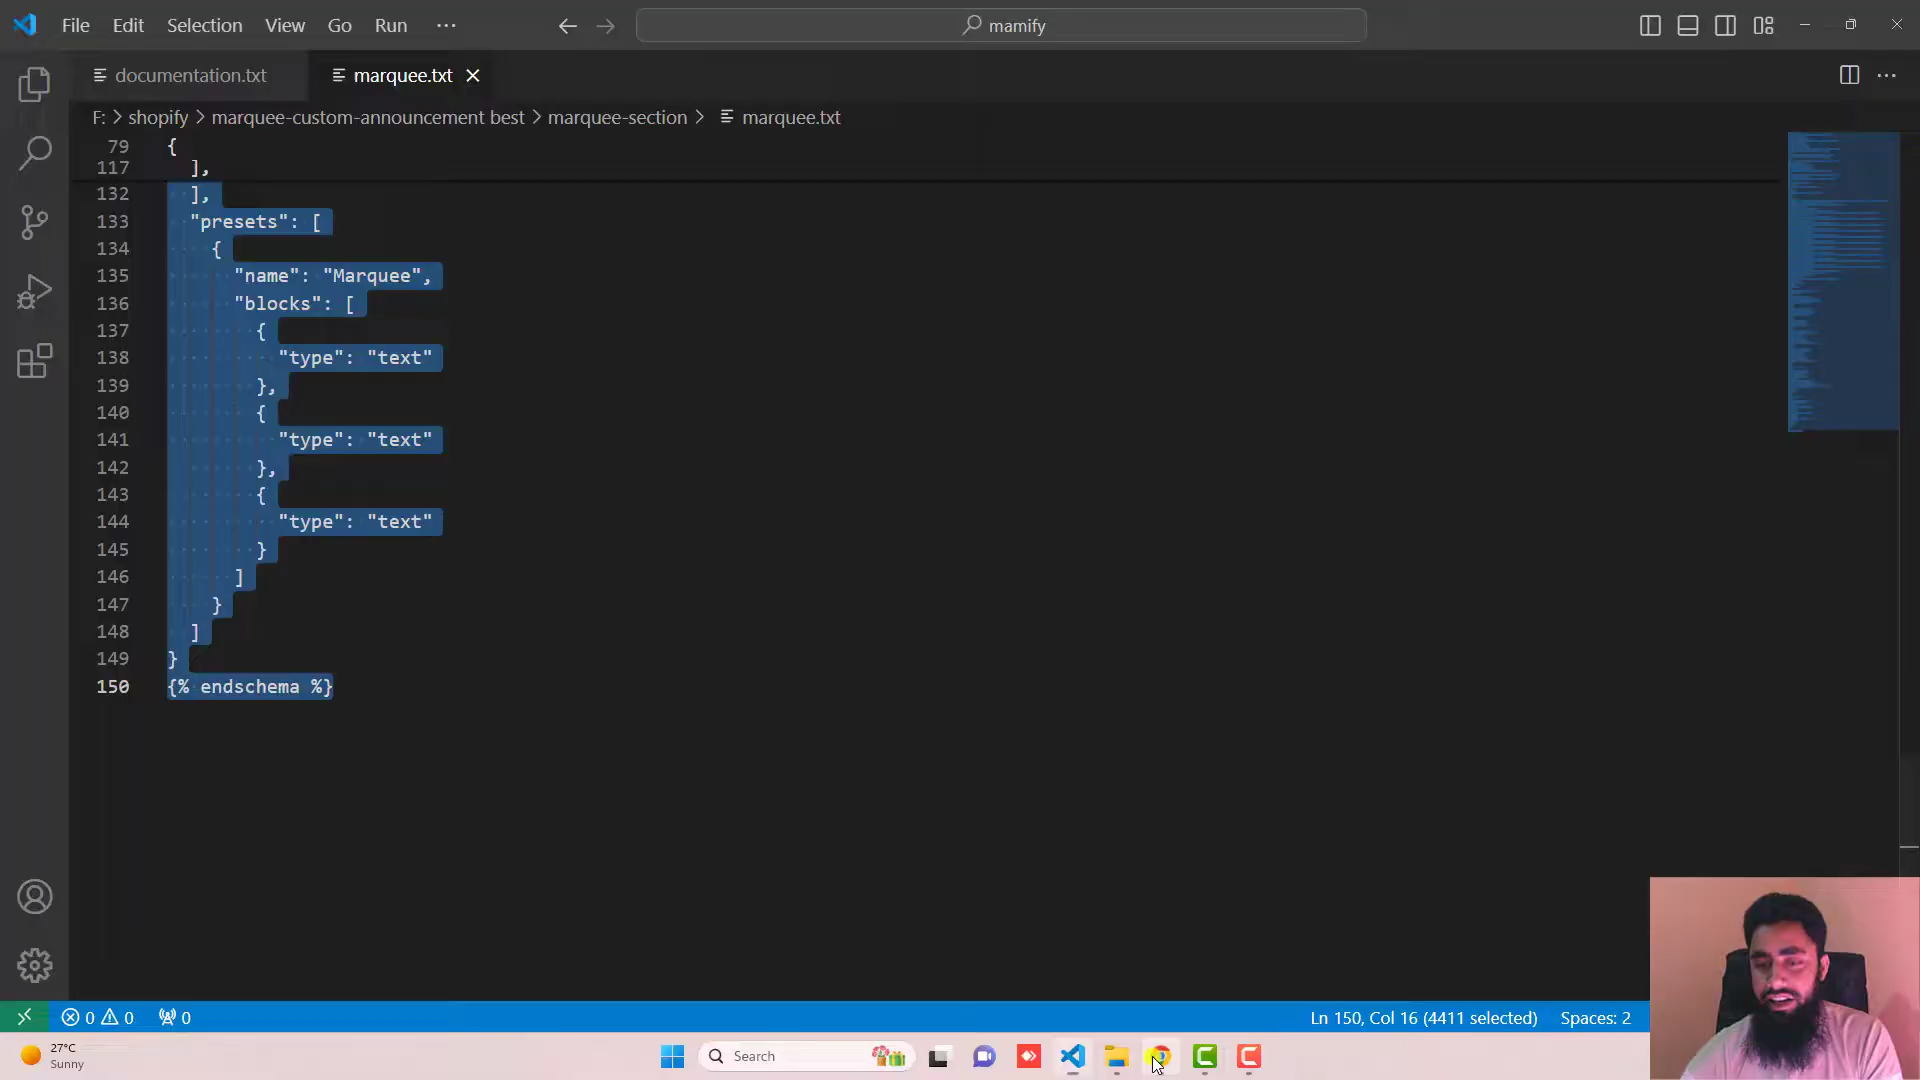 File Edit Selection View Go Run ···
mamify
documentation.txt
marquee.txt
F: > shopify > marquee-custom-announcement best > marquee-section > marquee.txt
79 {
117 ],
132 ],
133 "presets": [
134 {
135 "name": "Marquee",
136 "blocks": [
137 {
138 "type": "text"
139 },
140 {
141 "type": "text"
142 },
143 {
144 "type": "text"
145 }
146 ]
147 }
148 ]
149 }
150 {% endschema %}
0 0 0
Ln 150, Col 16 (4411 selected) Spaces: 2
27°C
Sunny
Search